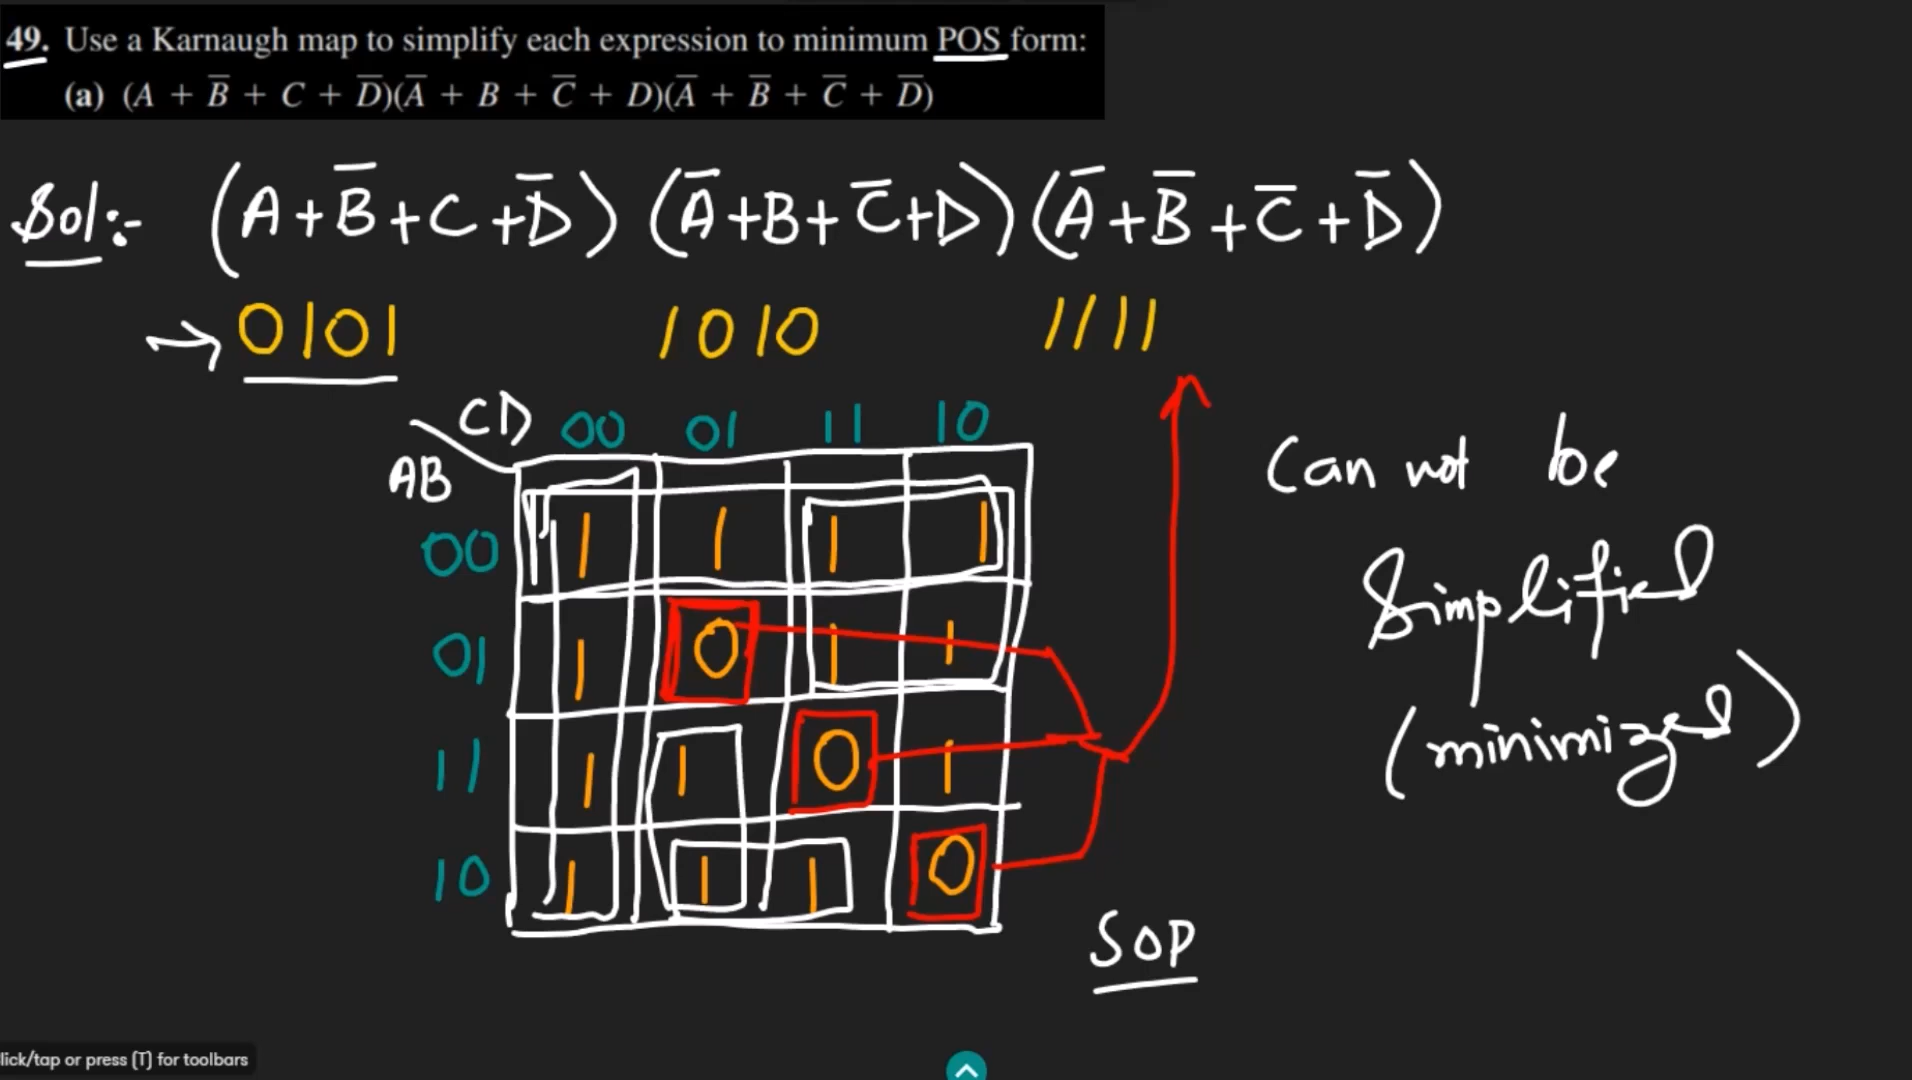 49. Use a Karnaugh map to simplify each expression to minimum POS form:
(a) (A + B̅ + C + D̅)(A̅ + B + C̅ + D)(A̅ + B̅ + C̅ + D̅)
Sol:- (A+B̅+C+D̅) (A̅+B+C̅+D) (A̅+B̅+C̅+D̅)
→ 0101 1010 1111
CD 00 01 11 10
AB
00 1 1 1 1
01 1 0 1 1
11 1 1 0 1
10 1 1 1 0
Can not be
Simplified
(minimized)
SOP
lick/tap or press (T) for toolbars